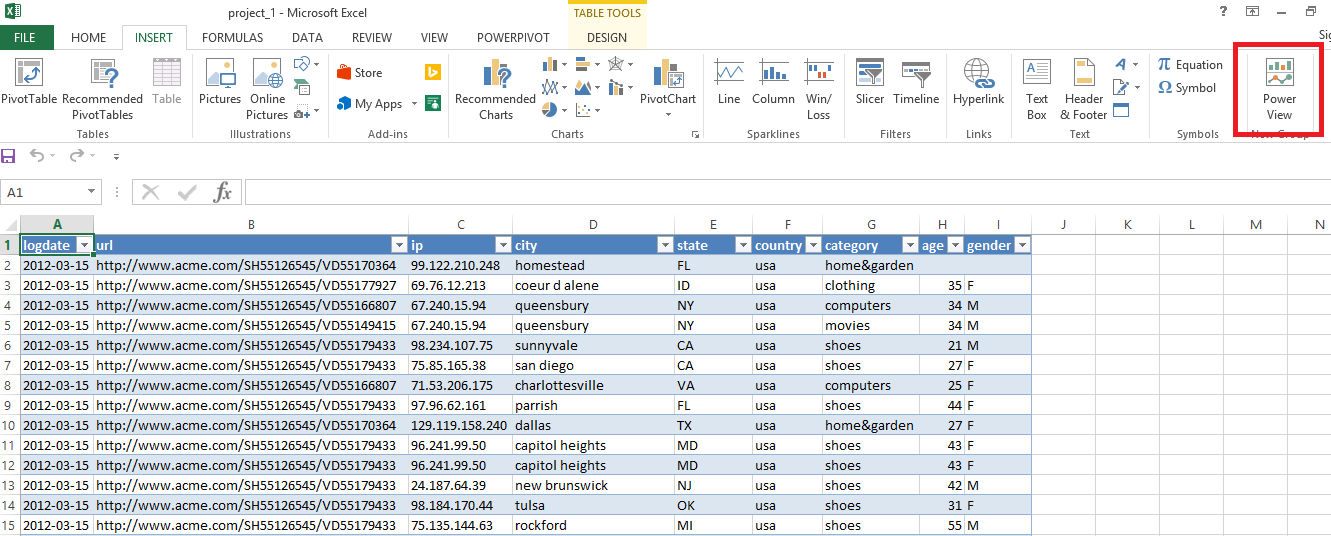 project_1 - Microsoft Excel
TABLE TOOLS
?
FILE HOME INSERT FORMULAS DATA REVIEW VIEW POWERPIVOT DESIGN
PivotTable Recommended PivotTables Table
Tables
Pictures Online Pictures
Illustrations
Store
My Apps
Add-ins
Recommended Charts PivotChart
Charts
Line Column Win/ Loss
Sparklines
Slicer Timeline
Filters
Hyperlink
Links
Text Box Header & Footer
Text
π Equation
Ω Symbol
Symbols
Power View
New Group
A1 fx
A B C D E F G H I J K L M N
1 logdate url ip city state country category age gender
2 2012-03-15 http://www.acme.com/SH55126545/VD55170364 99.122.210.248 homestead FL usa home&garden
3 2012-03-15 http://www.acme.com/SH55126545/VD55177927 69.76.12.213 coeur d alene ID usa clothing 35 F
4 2012-03-15 http://www.acme.com/SH55126545/VD55166807 67.240.15.94 queensbury NY usa computers 34 M
5 2012-03-15 http://www.acme.com/SH55126545/VD55149415 67.240.15.94 queensbury NY usa movies 34 M
6 2012-03-15 http://www.acme.com/SH55126545/VD55179433 98.234.107.75 sunnyvale CA usa shoes 21 M
7 2012-03-15 http://www.acme.com/SH55126545/VD55179433 75.85.165.38 san diego CA usa shoes 27 F
8 2012-03-15 http://www.acme.com/SH55126545/VD55166807 71.53.206.175 charlottesville VA usa computers 25 F
9 2012-03-15 http://www.acme.com/SH55126545/VD55179433 97.96.62.161 parrish FL usa shoes 44 F
10 2012-03-15 http://www.acme.com/SH55126545/VD55170364 129.119.158.240 dallas TX usa home&garden 27 F
11 2012-03-15 http://www.acme.com/SH55126545/VD55179433 96.241.99.50 capitol heights MD usa shoes 43 F
12 2012-03-15 http://www.acme.com/SH55126545/VD55179433 96.241.99.50 capitol heights MD usa shoes 43 F
13 2012-03-15 http://www.acme.com/SH55126545/VD55179433 24.187.64.39 new brunswick NJ usa shoes 42 M
14 2012-03-15 http://www.acme.com/SH55126545/VD55179433 98.184.170.44 tulsa OK usa shoes 31 F
15 2012-03-15 http://www.acme.com/SH55126545/VD55179433 75.135.144.63 rockford MI usa shoes 55 M